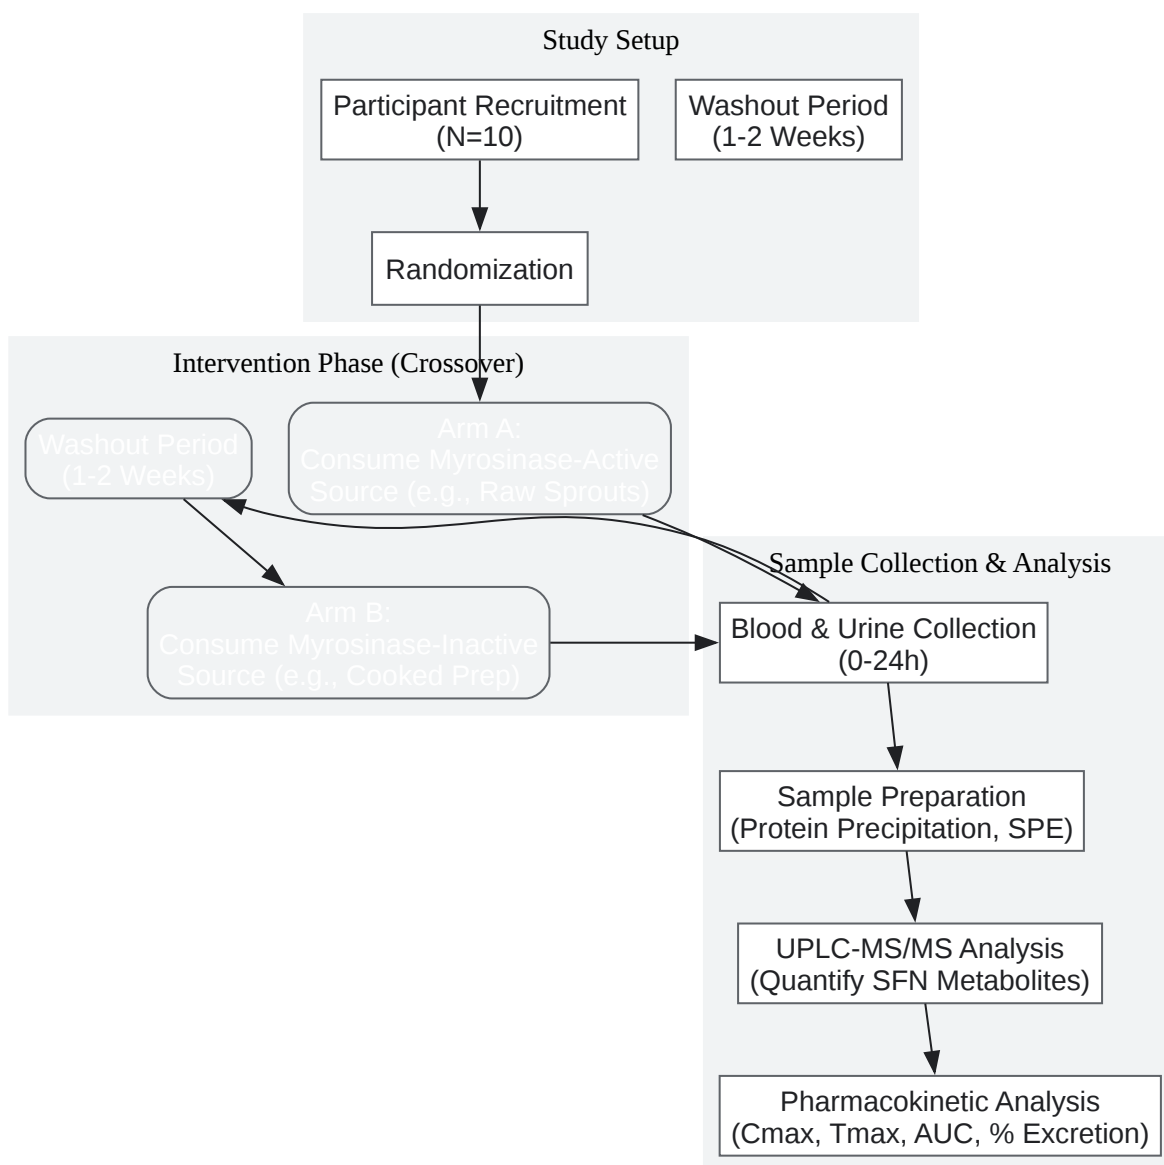 Study Setup
Participant Recruitment
(N=10)
Washout Period
(1-2 Weeks)
Randomization
Intervention Phase (Crossover)
Washout Period
(1-2 Weeks)
Arm A:
Consume Myrosinase-Active
Source (e.g., Raw Sprouts)
Arm B:
Consume Myrosinase-Inactive
Source (e.g., Cooked Prep)
Sample Collection & Analysis
Blood & Urine Collection
(0-24h)
Sample Preparation
(Protein Precipitation, SPE)
UPLC-MS/MS Analysis
(Quantify SFN Metabolites)
Pharmacokinetic Analysis
(Cmax, Tmax, AUC, % Excretion)